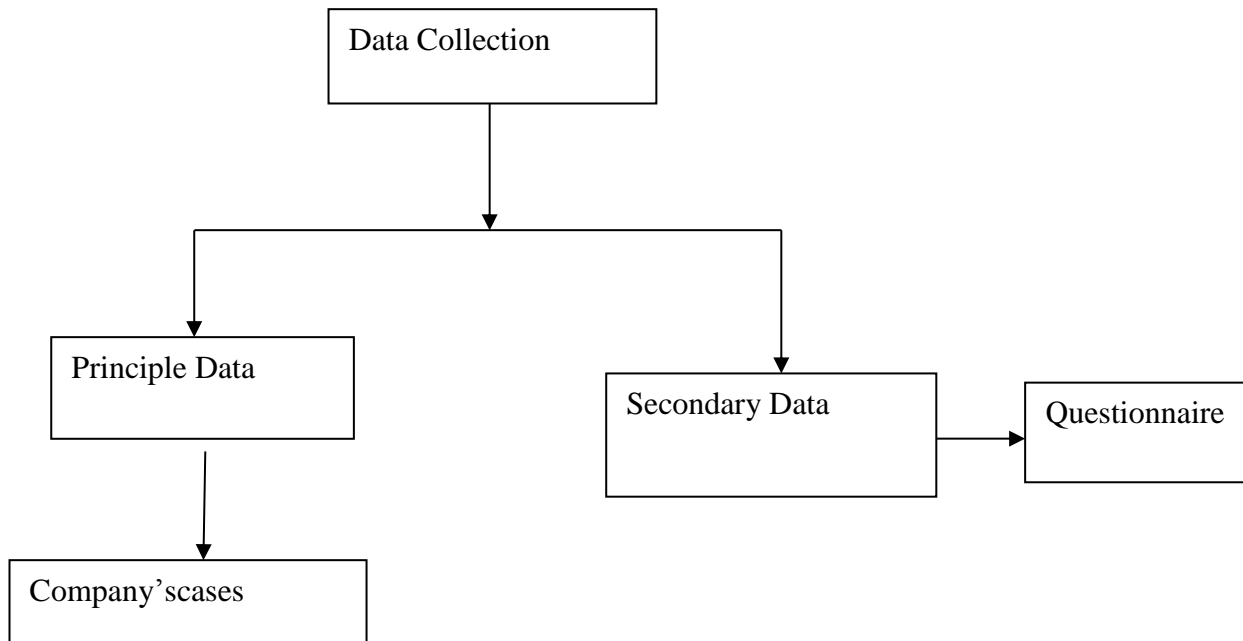 Data Collection
Principle Data
Secondary Data
Questionnaire
Company’scases